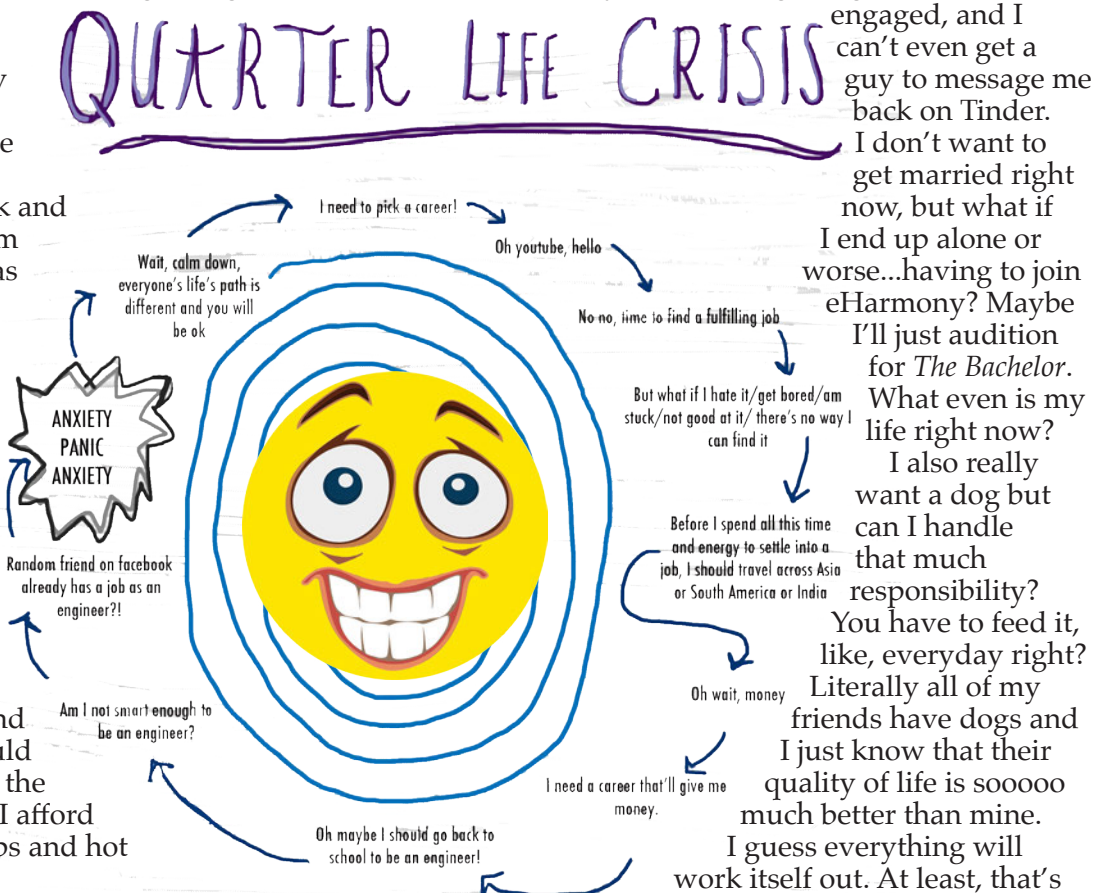 QUARTER LIFE CRISIS
I need to pick a career!
Oh youtube, hello
No no, time to find a fulfilling job
But what if I hate it/get bored/am
stuck/not good at it/ there's no way I
can find it
Before I spend all this time
and energy to settle into a
job, I should travel across Asia
or South America or India
Oh wait, money
I need a career that'll give me
money.
Oh maybe I should go back to
school to be an engineer!
Am I not smart enough to
be an engineer?
Random friend on facebook
already has a job as an
engineer?!
ANXIETY
PANIC
ANXIETY
Wait, calm down,
everyone's life's path is
different and you will
be ok
k and
the
I afford
and hot
engaged, and I
can’t even get a
guy to message me
back on Tinder.
I don’t want to
get married right
now, but what if
I end up alone or
worse...having to join
eHarmony? Maybe
I’ll just audition
for The Bachelor.
What even is my
life right now?
I also really
want a dog but
can I handle
that much
responsibility?
You have to feed it,
like, everyday right?
Literally all of my
friends have dogs and
I just know that their
quality of life is sooooo
much better than mine.
I guess everything will
work itself out. At least, that’s